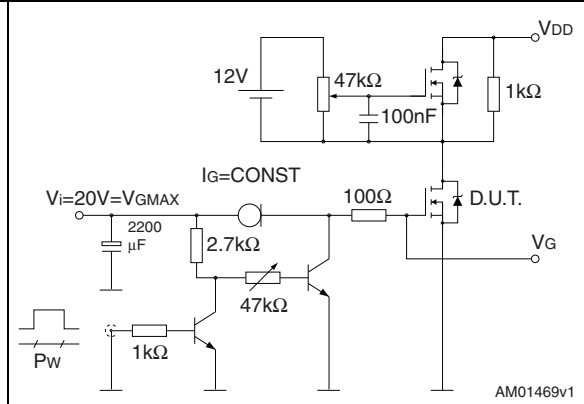 VDD
12V
47kΩ
1kΩ
100nF
IG=CONST
Vi=20V=VGMAX
100Ω
D.U.T.
2200
μF
2.7kΩ
VG
47kΩ
1kΩ
PW
AM01469v1